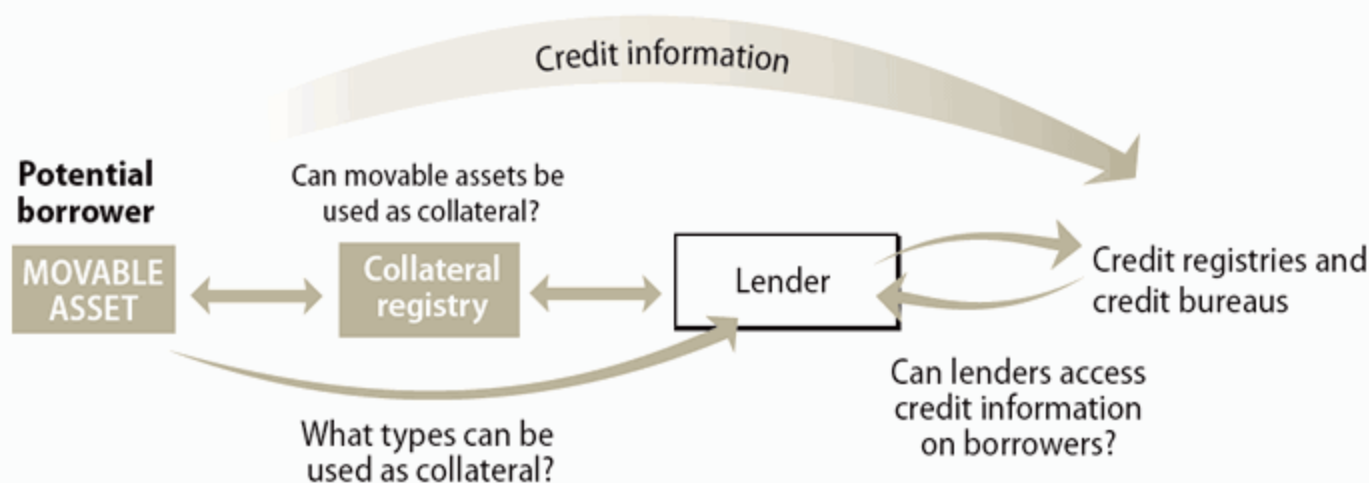 Credit information
Potential
borrower
Can movable assets be
used as collateral?
MOVABLE
ASSET
Collateral
registry
Lender
Credit registries and
credit bureaus
What types can be
used as collateral?
Can lenders access
credit information
on borrowers?